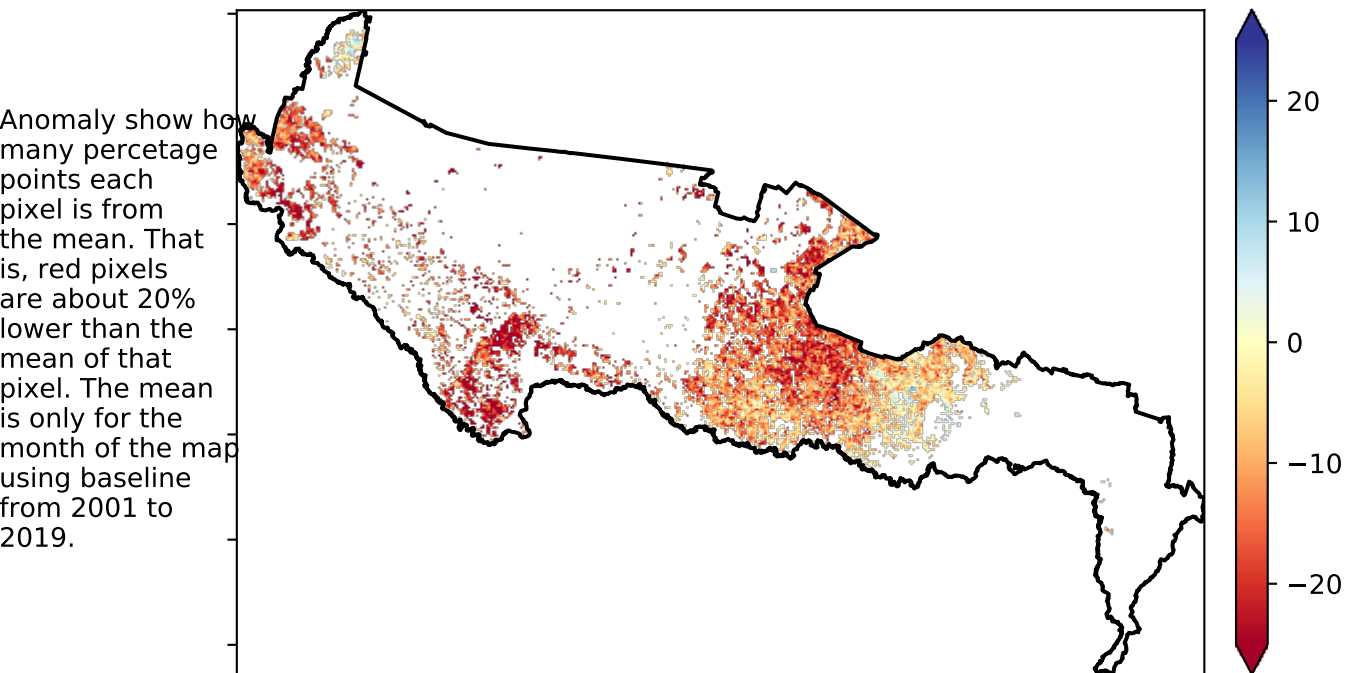 Anomaly show how
many percetage
points each
pixel is from
the mean. That
is, red pixels
are about 20%
lower than the
mean of that
pixel. The mean
is only for the
month of the map
using baseline
from 2001 to
2019.
20
10
0
−10
−20